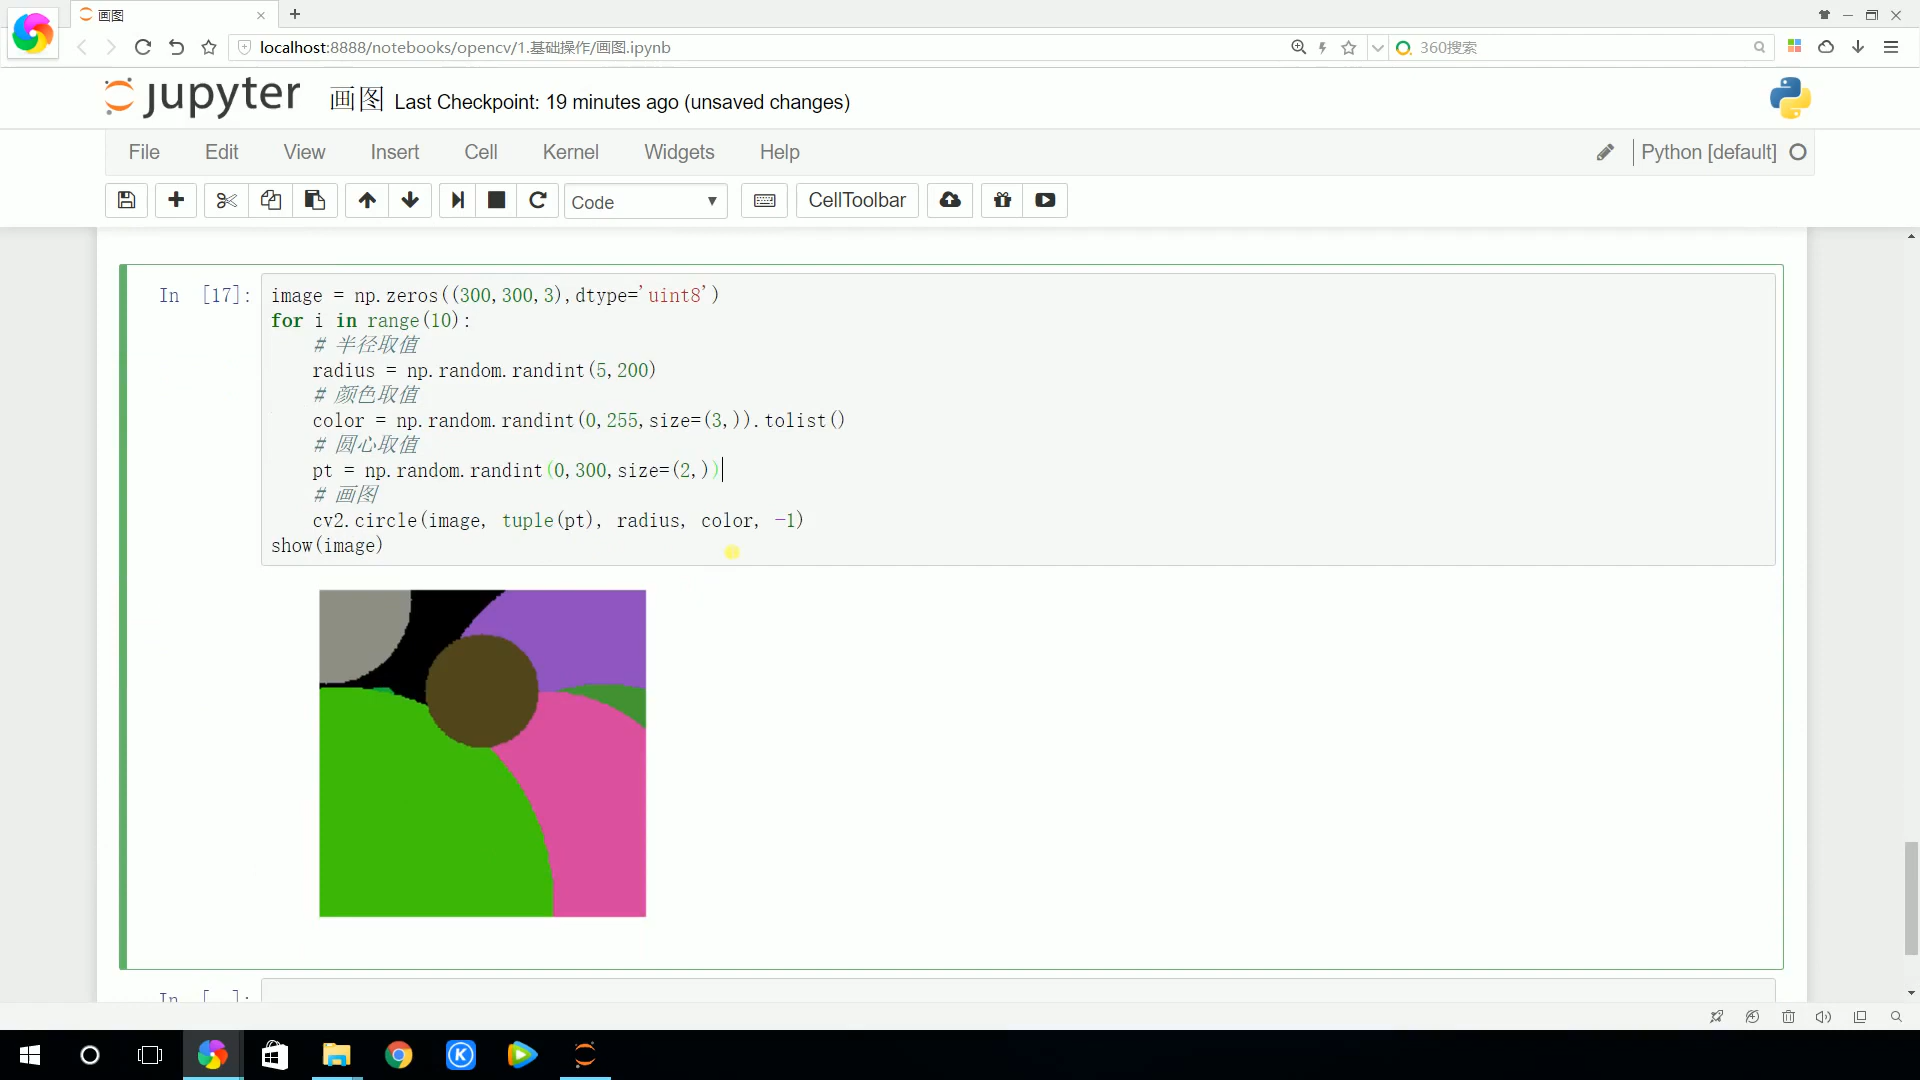 画图
localhost:8888/notebooks/opencv/1.基础操作/画图.ipynb
360搜索
jupyter 画图 Last Checkpoint: 19 minutes ago (unsaved changes)
File Edit View Insert Cell Kernel Widgets Help Python [default]
Code CellToolbar
In [17]:
image = np.zeros((300,300,3),dtype='uint8')
for i in range(10):
# 半径取值
radius = np.random.randint(5,200)
# 颜色取值
color = np.random.randint(0,255,size=(3,)).tolist()
# 圆心取值
pt = np.random.randint(0,300,size=(2,))
# 画图
cv2.circle(image, tuple(pt), radius, color, -1)
show(image)
In [ ]: